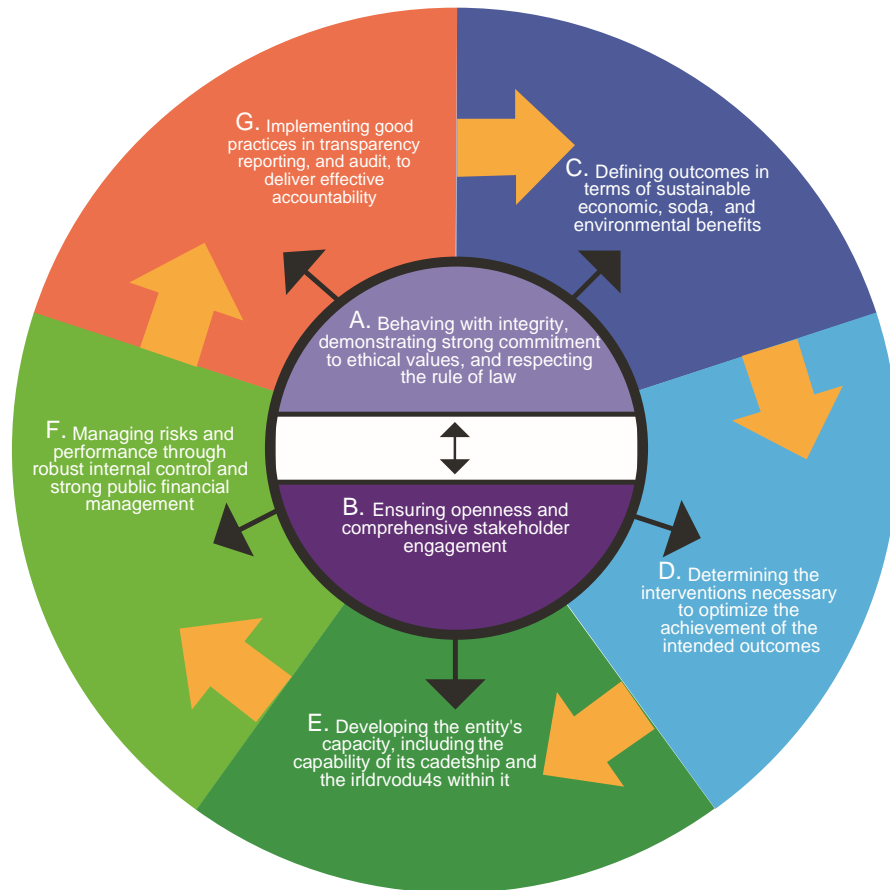 G. Implementing good
practices in transparency
reporting, and audit, to
deliver effective
accountability
C. Defining outcomes in
terms of sustainable
economic, soda, and
environmental benefits
A. Behaving with integrity,
demonstrating strong commitment
to ethical values, and respecting
the rule of law
F. Managing risks and
performance through
robust internal control and
strong public financial
management
B. Ensuring openness and
comprehensive stakeholder
engagement
D. Determining the
interventions necessary
to optimize the
achievement of the
intended outcomes
E. Developing the entity's
capacity, including the
capability of its cadetship and
the irldrvodu4s within it